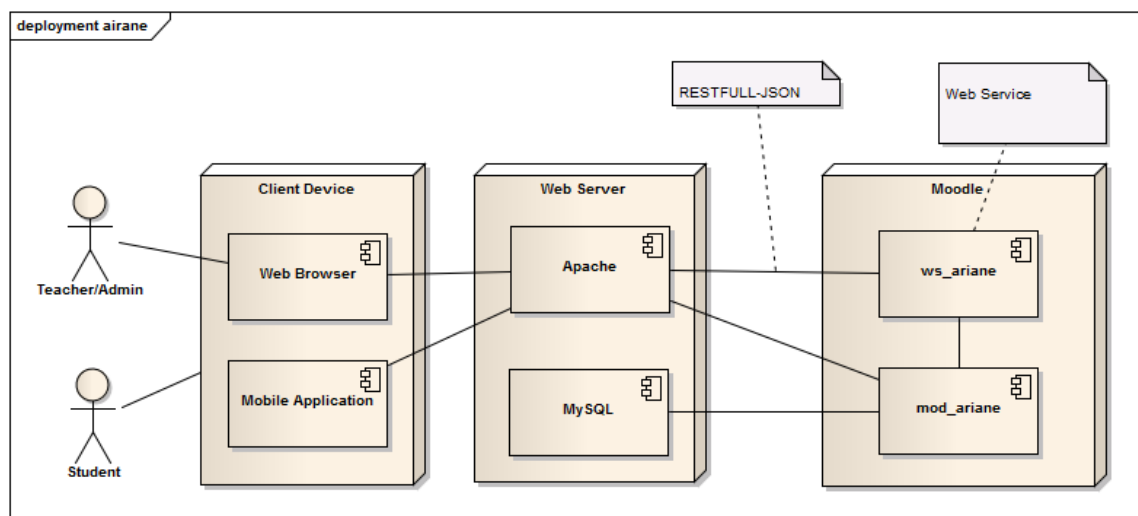 deployment airane
RESTFULL-JSON
Web Service
Client Device
Web Server
Moodle
Teacher/Admin
Web Browser
Apache
ws_ariane
Student
Mobile Application
MySQL
mod_ariane